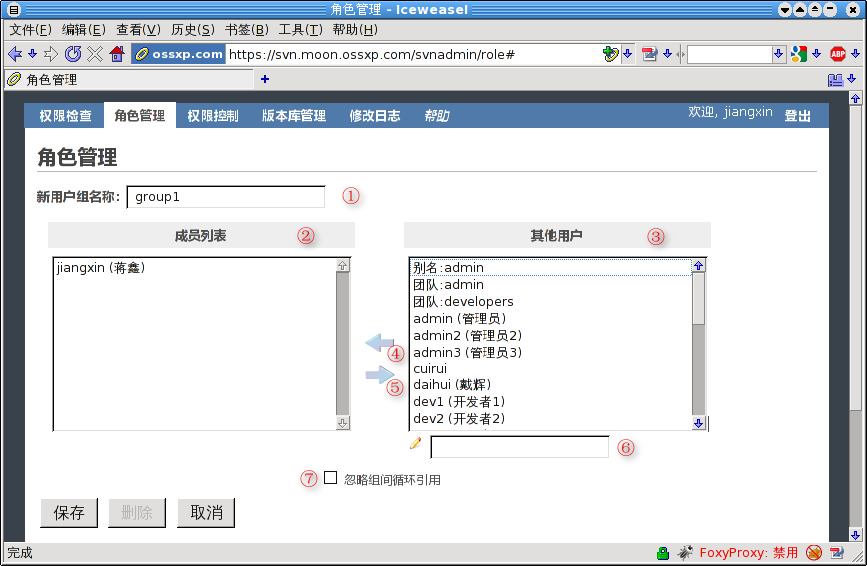 角色管理 - Iceweasel
文件(F) 编辑(E) 查看(V) 历史(S) 书签(B) 工具(T) 帮助(H)
ossxp.com https://svn.moon.ossxp.com/svnadmin/role#
ABP
角色管理
权限检查 角色管理 权限控制 版本库管理 修改日志 帮助 欢迎, jiangxin 登出
角色管理
新用户组名称: group1 ①
成员列表 ②
其他用户 ③
jiangxin (蒋鑫)
别名:admin
团队:admin
团队:developers
admin (管理员)
admin2 (管理员2)
admin3 (管理员3)
④
cuirui
daihui (戴辉)
⑤
dev1 (开发者1)
dev2 (开发者2)
⑥
⑦ 忽略组间循环引用
保存 删除 取消
完成 FoxyProxy: 禁用